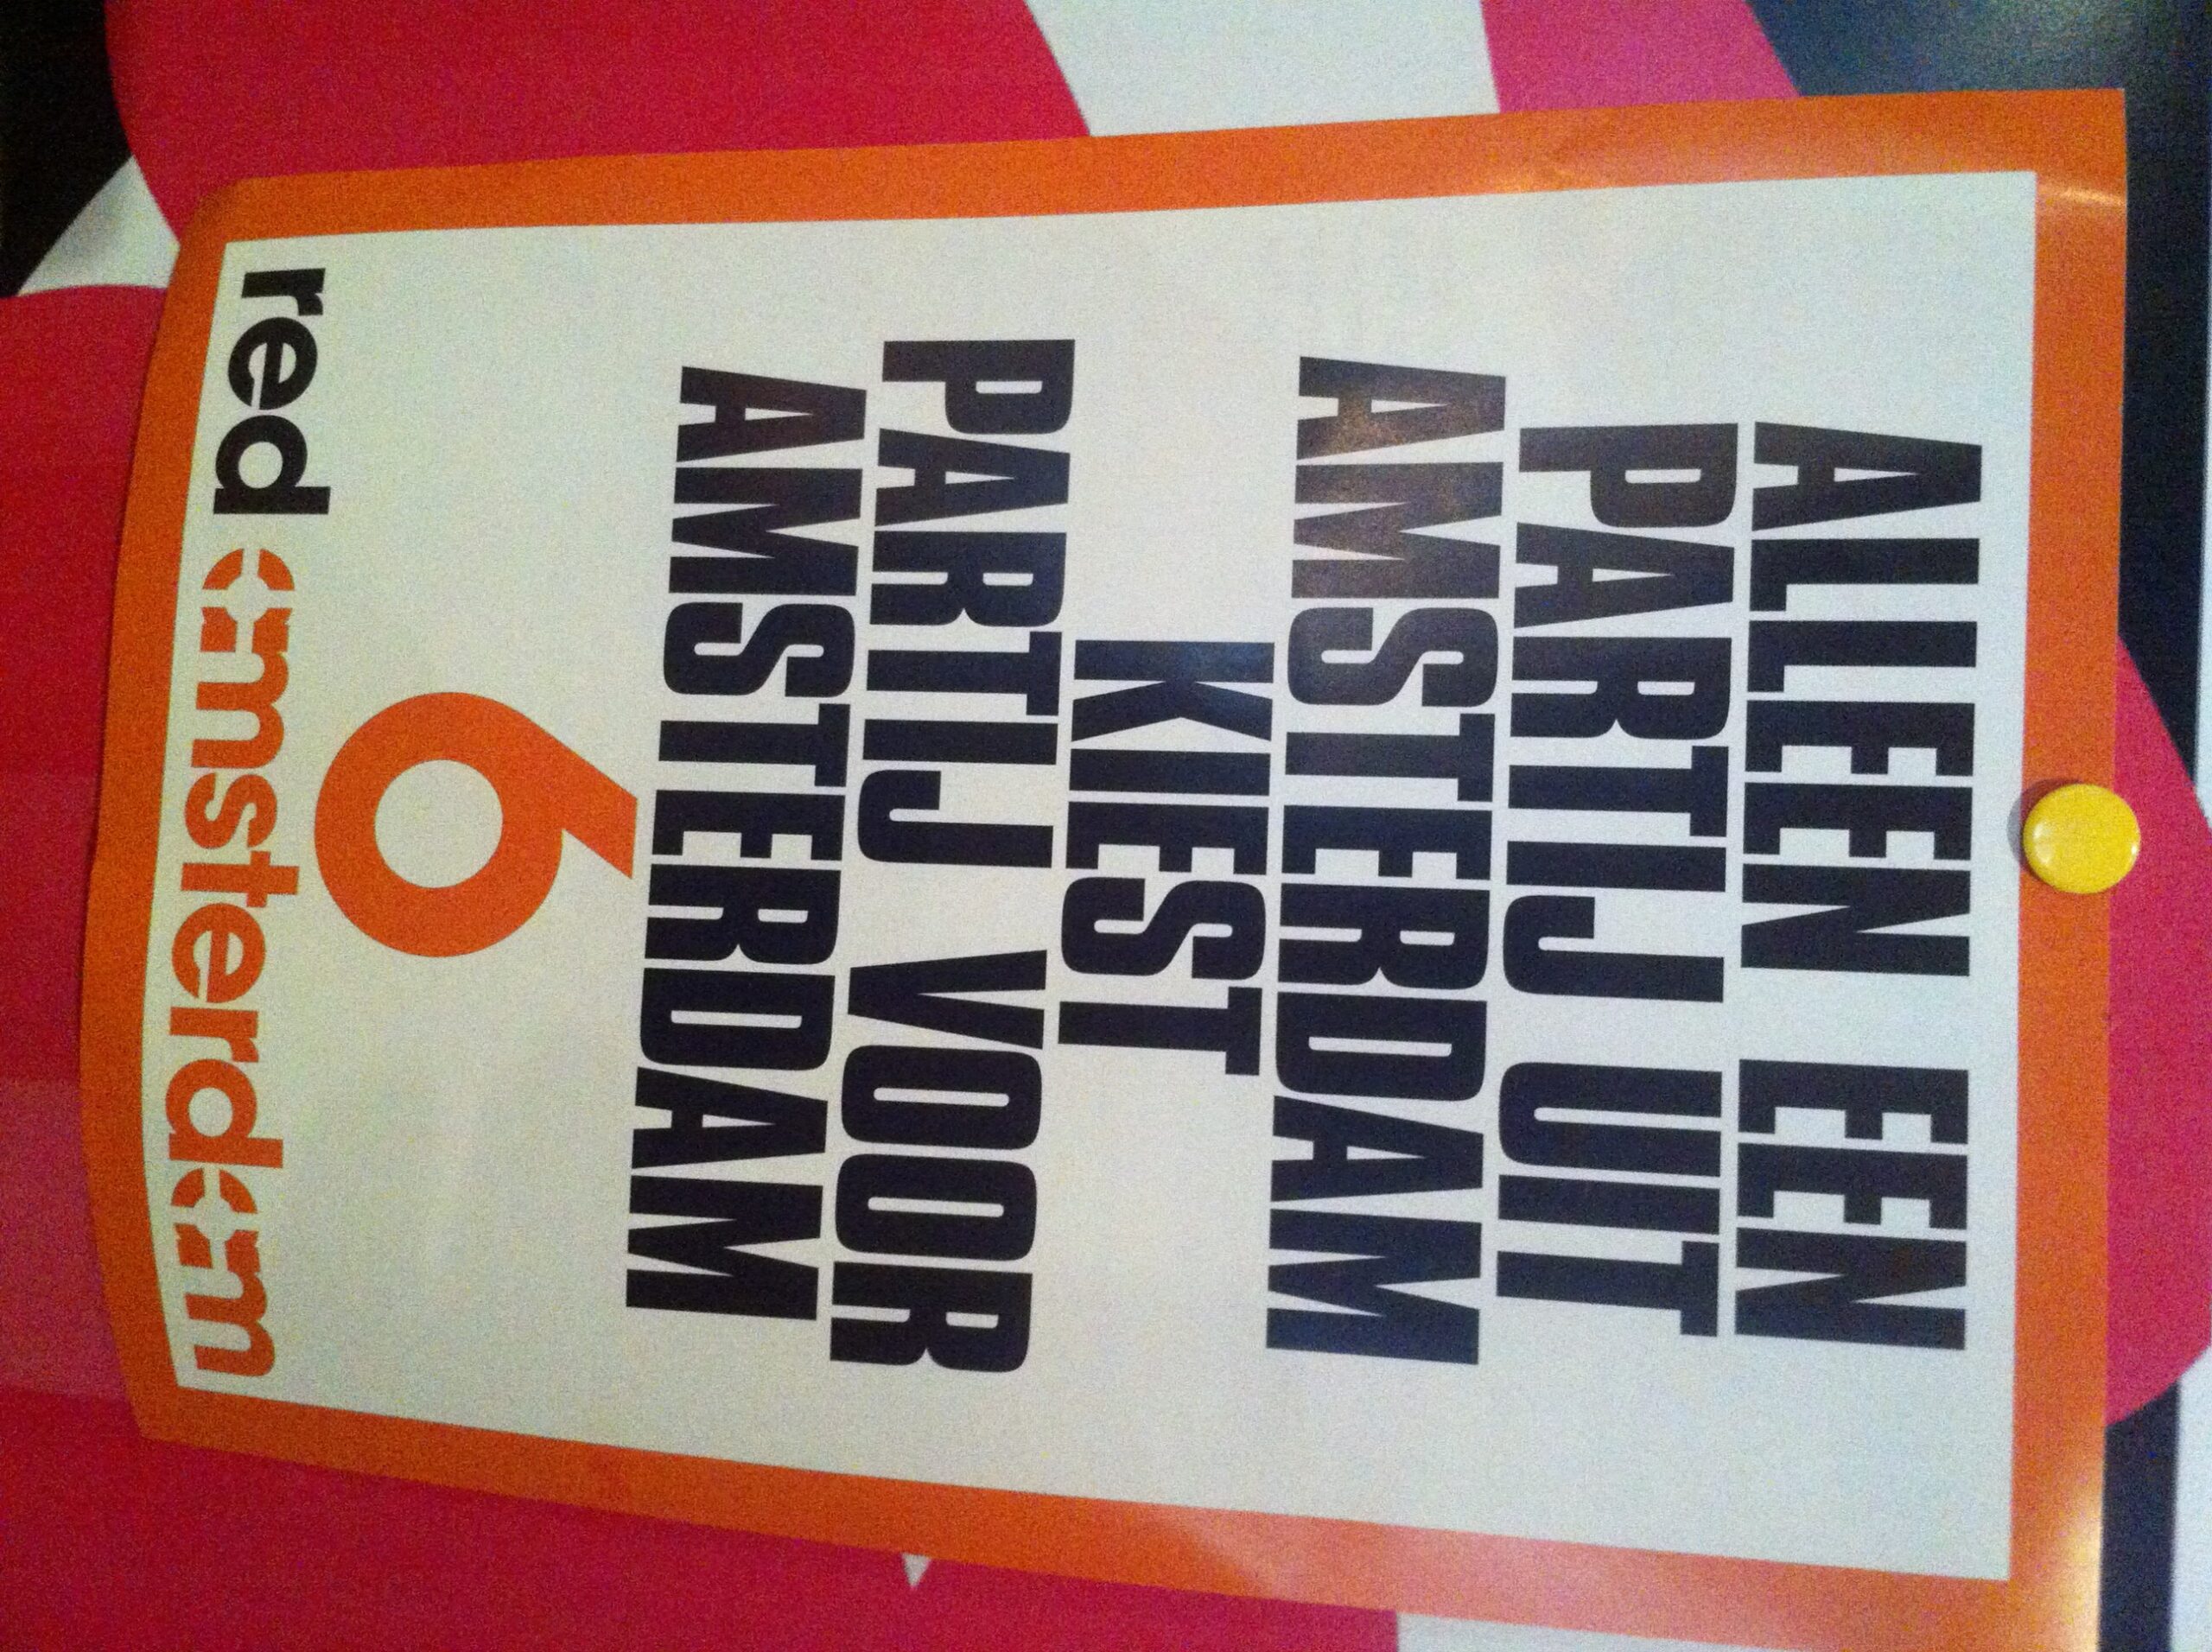 ALLEEN EEN
PARTIJ UIT
AMSTERDAM
KIEST
PARTIJ VOOR
AMSTERDAM
6
red amsterdam